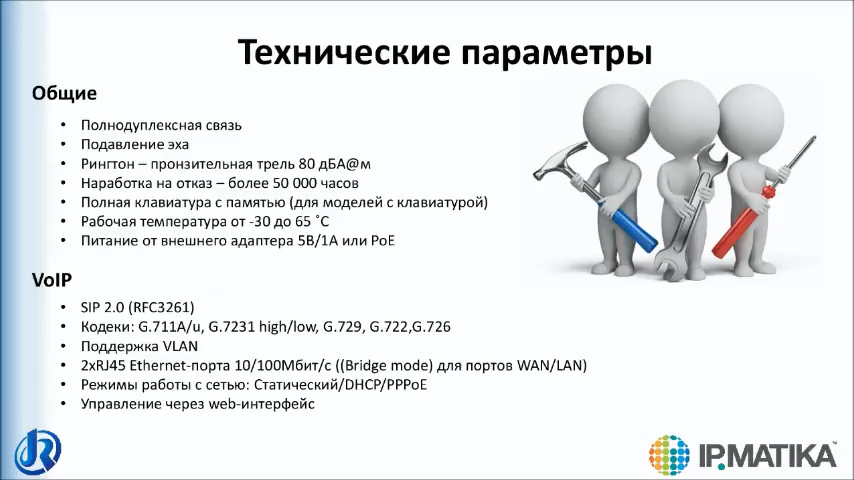 Технические параметры
Общие
• Полнодуплексная связь
• Подавление эха
• Рингтон – пронзительная трель 80 дБА@м
• Наработка на отказ – более 50 000 часов
• Полная клавиатура с памятью (для моделей с клавиатурой)
• Рабочая температура от -30 до 65 ˚C
• Питание от внешнего адаптера 5В/1А или PoE
VoIP
• SIP 2.0 (RFC3261)
• Кодеки: G.711A/u, G.7231 high/low, G.729, G.722,G.726
• Поддержка VLAN
• 2xRJ45 Ethernet-порта 10/100Мбит/с ((Bridge mode) для портов WAN/LAN)
• Режимы работы с сетью: Статический/DHCP/PPPoE
• Управление через web-интерфейс
IPMATIKA™